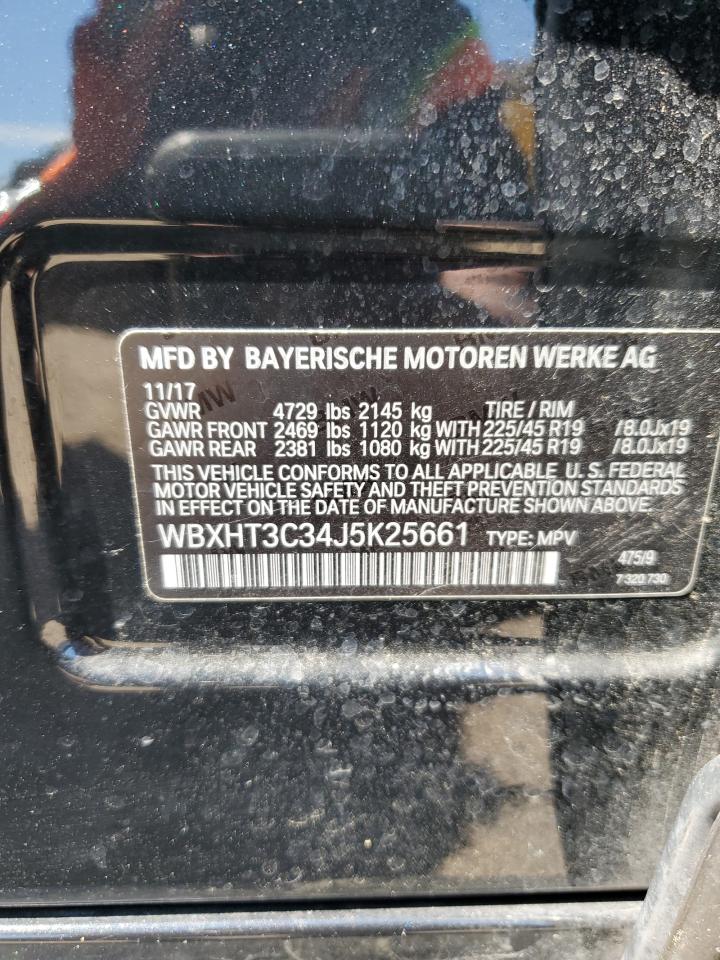 MFD BY BAYERISCHE MOTOREN WERKE AG
11/17
GVWR 4729 lbs 2145 kg TIRE / RIM
GAWR FRONT 2469 lbs 1120 kg WITH 225/45 R19 /8.0Jx19
GAWR REAR 2381 lbs 1080 kg WITH 225/45 R19 /8.0Jx19
THIS VEHICLE CONFORMS TO ALL APPLICABLE U. S. FEDERAL
MOTOR VEHICLE SAFETY AND THEFT PREVENTION STANDARDS
IN EFFECT ON THE DATE OF MANUFACTURE SHOWN ABOVE.
WBXHT3C34J5K25661 TYPE: MPV
475/9
7 320 730